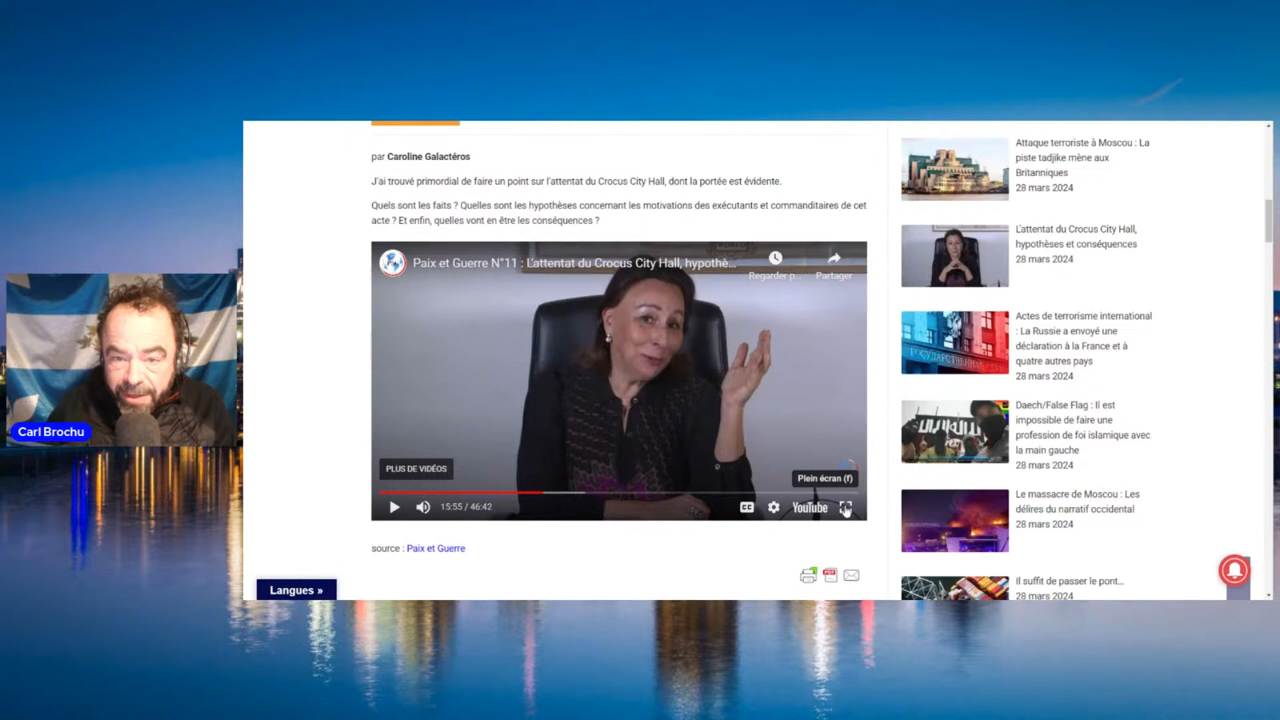 par Caroline Galactéros
J'ai trouvé primordial de faire un point sur l'attentat du Crocus City Hall, dont la portée est évidente.
Quels sont les faits ? Quelles sont les hypothèses concernant les motivations des exécutants et commanditaires de cet
acte ? Et enfin, quelles vont en être les conséquences ?
Paix et Guerre N°11 : L'attentat du Crocus City Hall, hypothè...
Regarder p...
Partager
PLUS DE VIDÉOS
Plein écran (f)
15:55 / 46:42
CC
YouTube
source : Paix et Guerre
PDF
Langues »
Carl Brochu
Attaque terroriste à Moscou : La
piste tadjike mène aux
Britanniques
28 mars 2024
L'attentat du Crocus City Hall,
hypothèses et conséquences
28 mars 2024
Actes de terrorisme international
: La Russie a envoyé une
déclaration à la France et à
quatre autres pays
28 mars 2024
Daech/False Flag : Il est
impossible de faire une
profession de foi islamique avec
la main gauche
28 mars 2024
Le massacre de Moscou : Les
délires du narratif occidental
28 mars 2024
Il suffit de passer le pont...
28 mars 2024